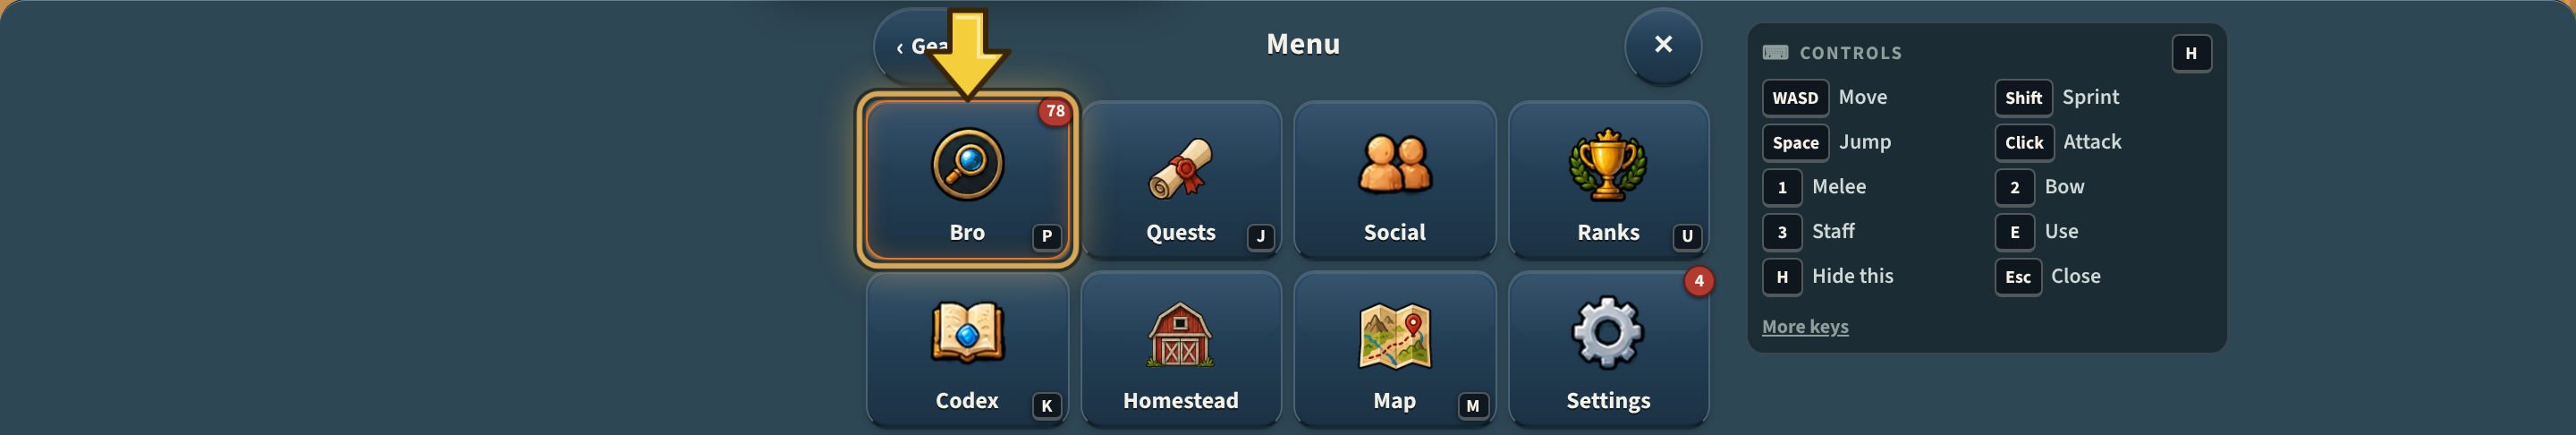 ‹ Gea
Menu
✕
78
Bro
P
Quests
J
Social
Ranks
U
Codex
K
Homestead
Map
M
4
Settings
CONTROLS
H
WASD Move
Shift Sprint
Space Jump
Click Attack
1 Melee
2 Bow
3 Staff
E Use
H Hide this
Esc Close
More keys